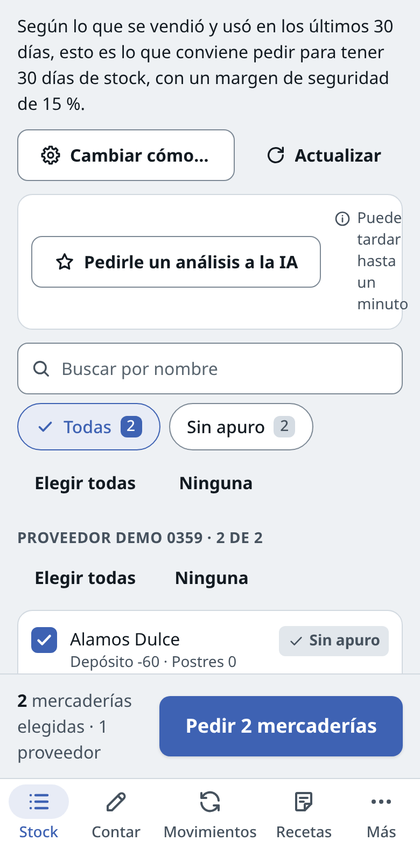 Según lo que se vendió y usó en los últimos 30
días, esto es lo que conviene pedir para tener
30 días de stock, con un margen de seguridad
de 15 %.
Cambiar cómo...
Actualizar
Pedirle un análisis a la IA
Puede
tardar
hasta
un
minuto
Buscar por nombre
Todas 2
Sin apuro 2
Elegir todas
Ninguna
PROVEEDOR DEMO 0359 · 2 DE 2
Elegir todas
Ninguna
Alamos Dulce
Sin apuro
Depósito -60 · Postres 0
2 mercaderías
elegidas · 1
proveedor
Pedir 2 mercaderías
Stock
Contar
Movimientos
Recetas
Más